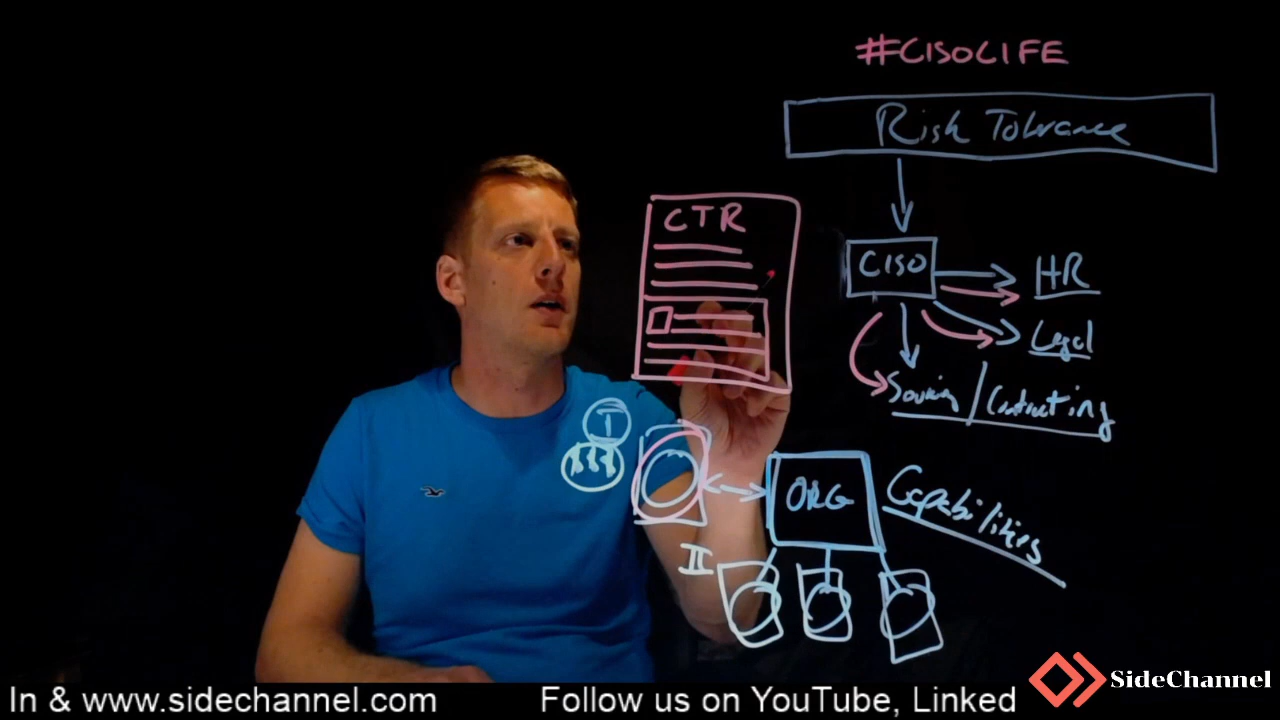 #CISOLIFE
Risk Tolerance
CTR
CISO
HR
Legal
Sourcing / Contracting
I
ORG
Capabilities
II
In & www.sidechannel.com
Follow us on YouTube, Linked
SideChannel